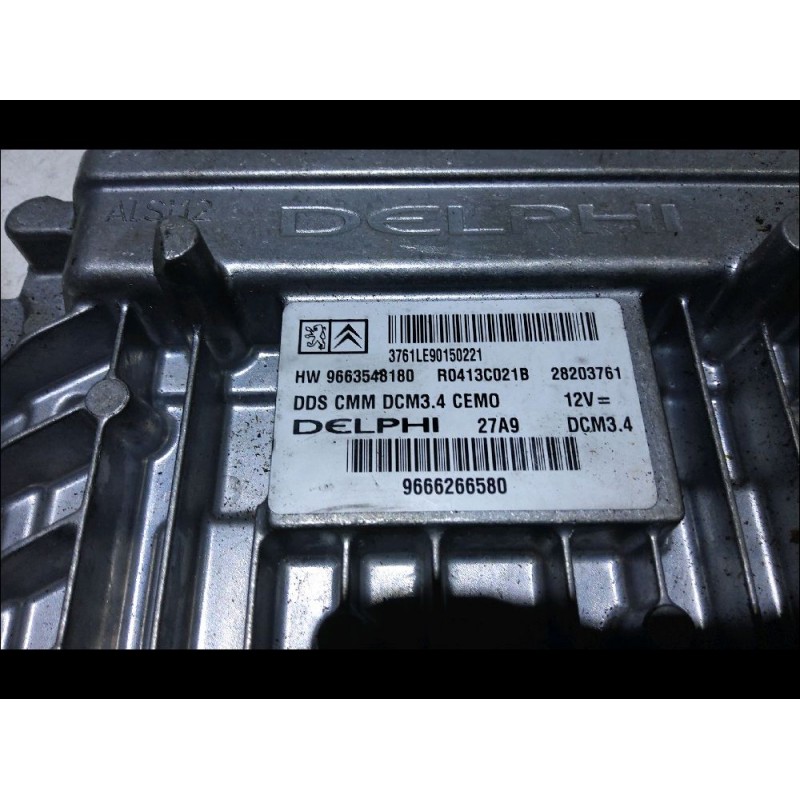 ALSi12
DELPHI
3761LE90150221
HW 9663548180 R0413C021B 28203761
DDS CMM DCM3.4 CEMO 12V=
DELPHI 27A9 DCM3.4
9666266580